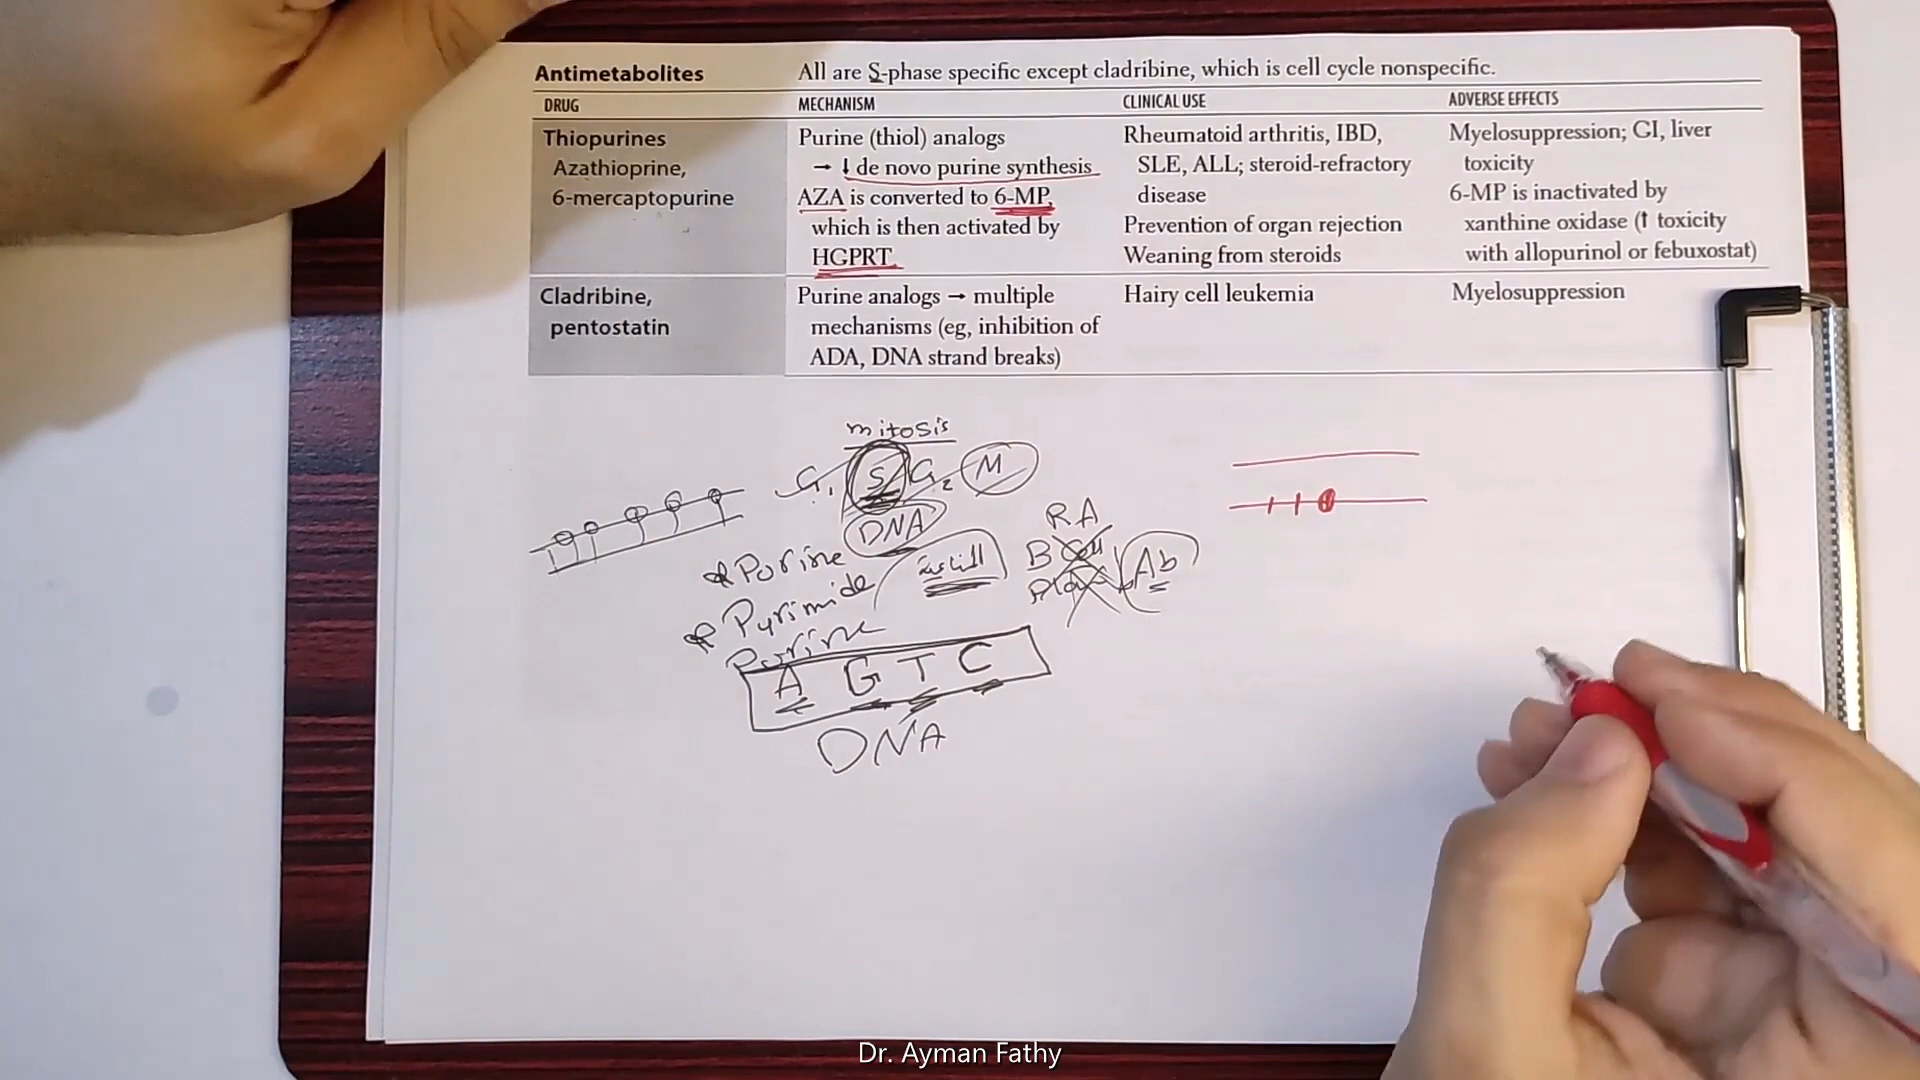 Antimetabolites All are S-phase specific except cladribine, which is cell cycle nonspecific.
DRUG MECHANISM CLINICAL USE ADVERSE EFFECTS
Thiopurines
Azathioprine,
6-mercaptopurine
Purine (thiol) analogs
→ ↓ de novo purine synthesis
AZA is converted to 6-MP,
which is then activated by
HGPRT
Rheumatoid arthritis, IBD,
SLE, ALL; steroid-refractory
disease
Prevention of organ rejection
Weaning from steroids
Myelosuppression; GI, liver
toxicity
6-MP is inactivated by
xanthine oxidase (↑ toxicity
with allopurinol or febuxostat)
Cladribine,
pentostatin
Purine analogs → multiple
mechanisms (eg, inhibition of
ADA, DNA strand breaks)
Hairy cell leukemia
Myelosuppression
mitosis
G1 S G2 M
DNA
Purine
Pyrimide
Purine
A G T C
DNA
RA
B Cell
Ab
Dr. Ayman Fathy